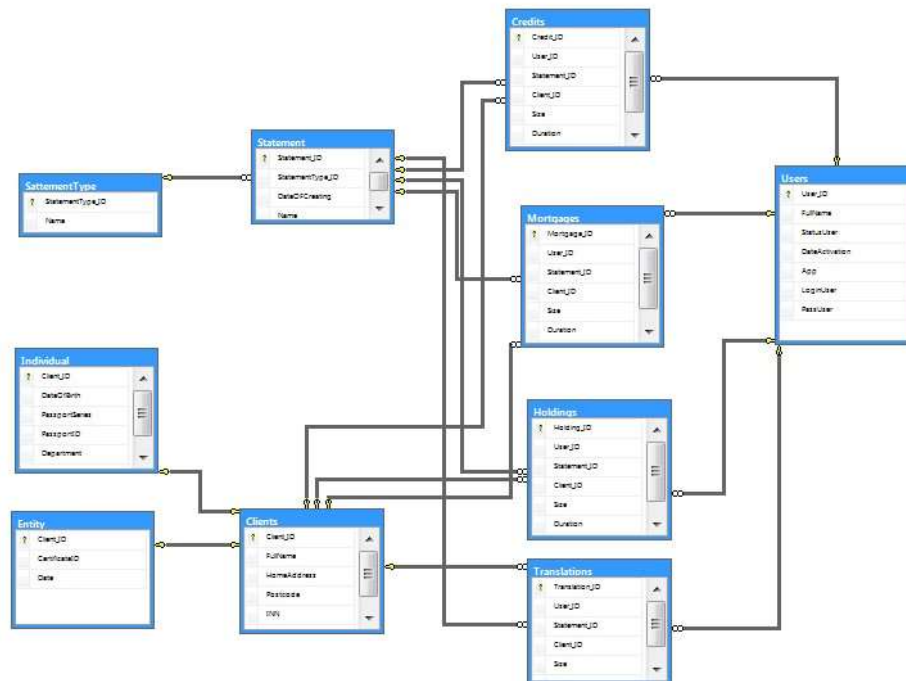 Credits
Credit_ID
User_ID
Statement_ID
Client_ID
Size
Duration
Statement
Statement_ID
StatementType_ID
DateOfCreating
Name
SattementType
StatementType_ID
Name
Users
User_ID
FullName
StatusUser
DateActivation
App
LoginUser
PassUser
Mortgages
Mortgage_ID
User_ID
Statement_ID
Client_ID
Size
Duration
Individual
Client_ID
DateOfBirth
PassportSeries
PassportID
Department
Holdings
Holding_ID
User_ID
Statement_ID
Client_ID
Size
Duration
Entity
Client_ID
CertificateID
Date
Clients
Client_ID
FullName
HomeAddress
Postcode
INN
Translations
Translation_ID
User_ID
Statement_ID
Client_ID
Size